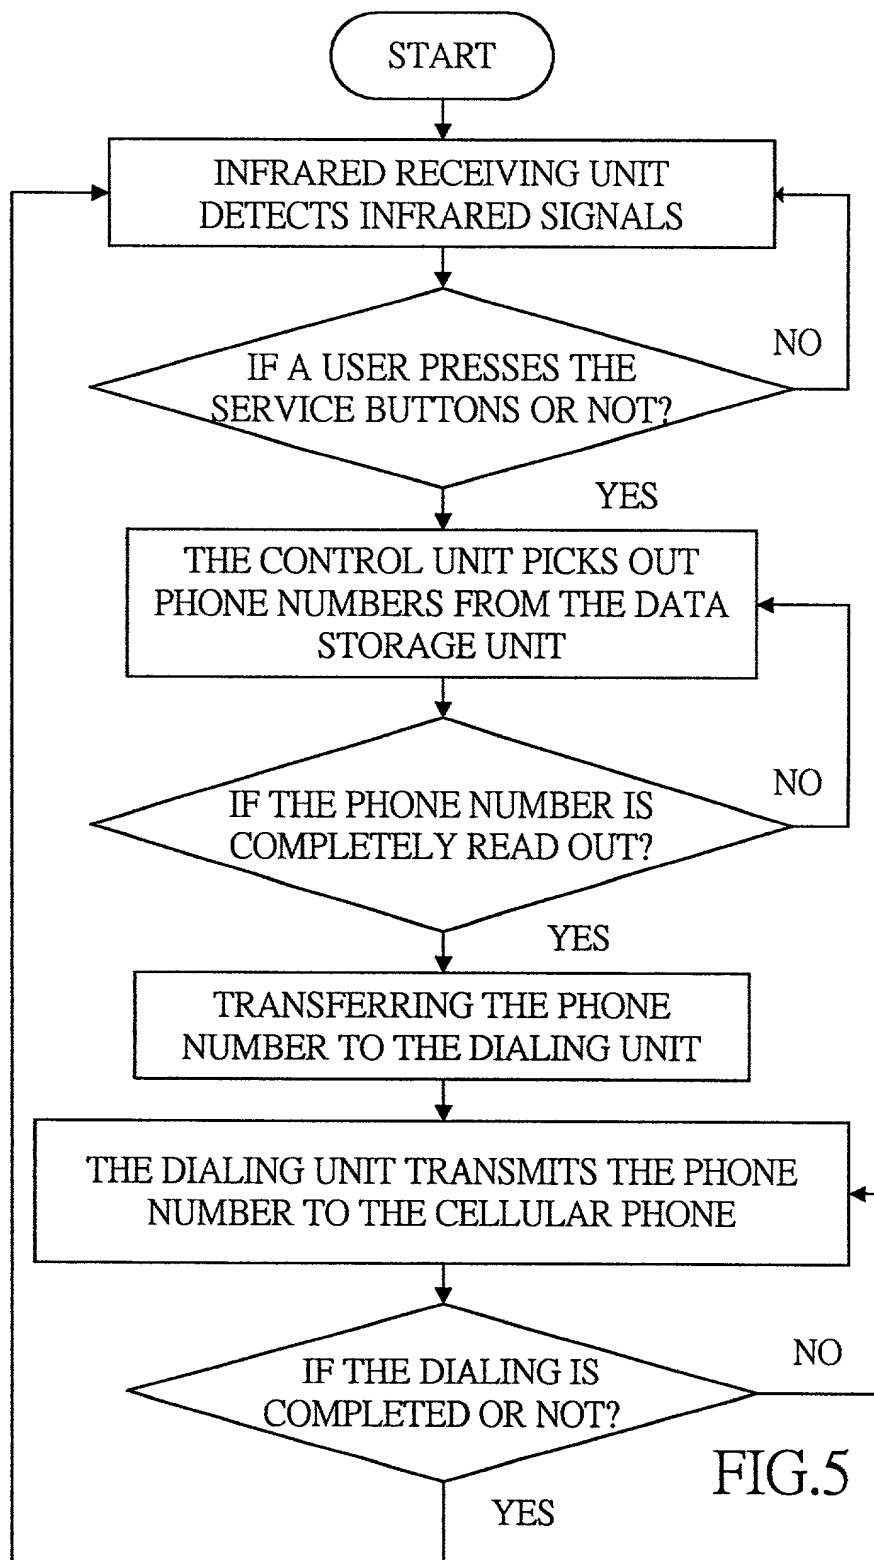 START
INFRARED RECEIVING UNIT
DETECTS INFRARED SIGNALS
NO
IF A USER PRESSES THE
SERVICE BUTTONS OR NOT?
YES
THE CONTROL UNIT PICKS OUT
PHONE NUMBERS FROM THE DATA
STORAGE UNIT
NO
IF THE PHONE NUMBER IS
COMPLETELY READ OUT?
YES
TRANSFERRING THE PHONE
NUMBER TO THE DIALING UNIT
THE DIALING UNIT TRANSMITS THE PHONE
NUMBER TO THE CELLULAR PHONE
NO
IF THE DIALING IS
COMPLETED OR NOT?
FIG.5
YES